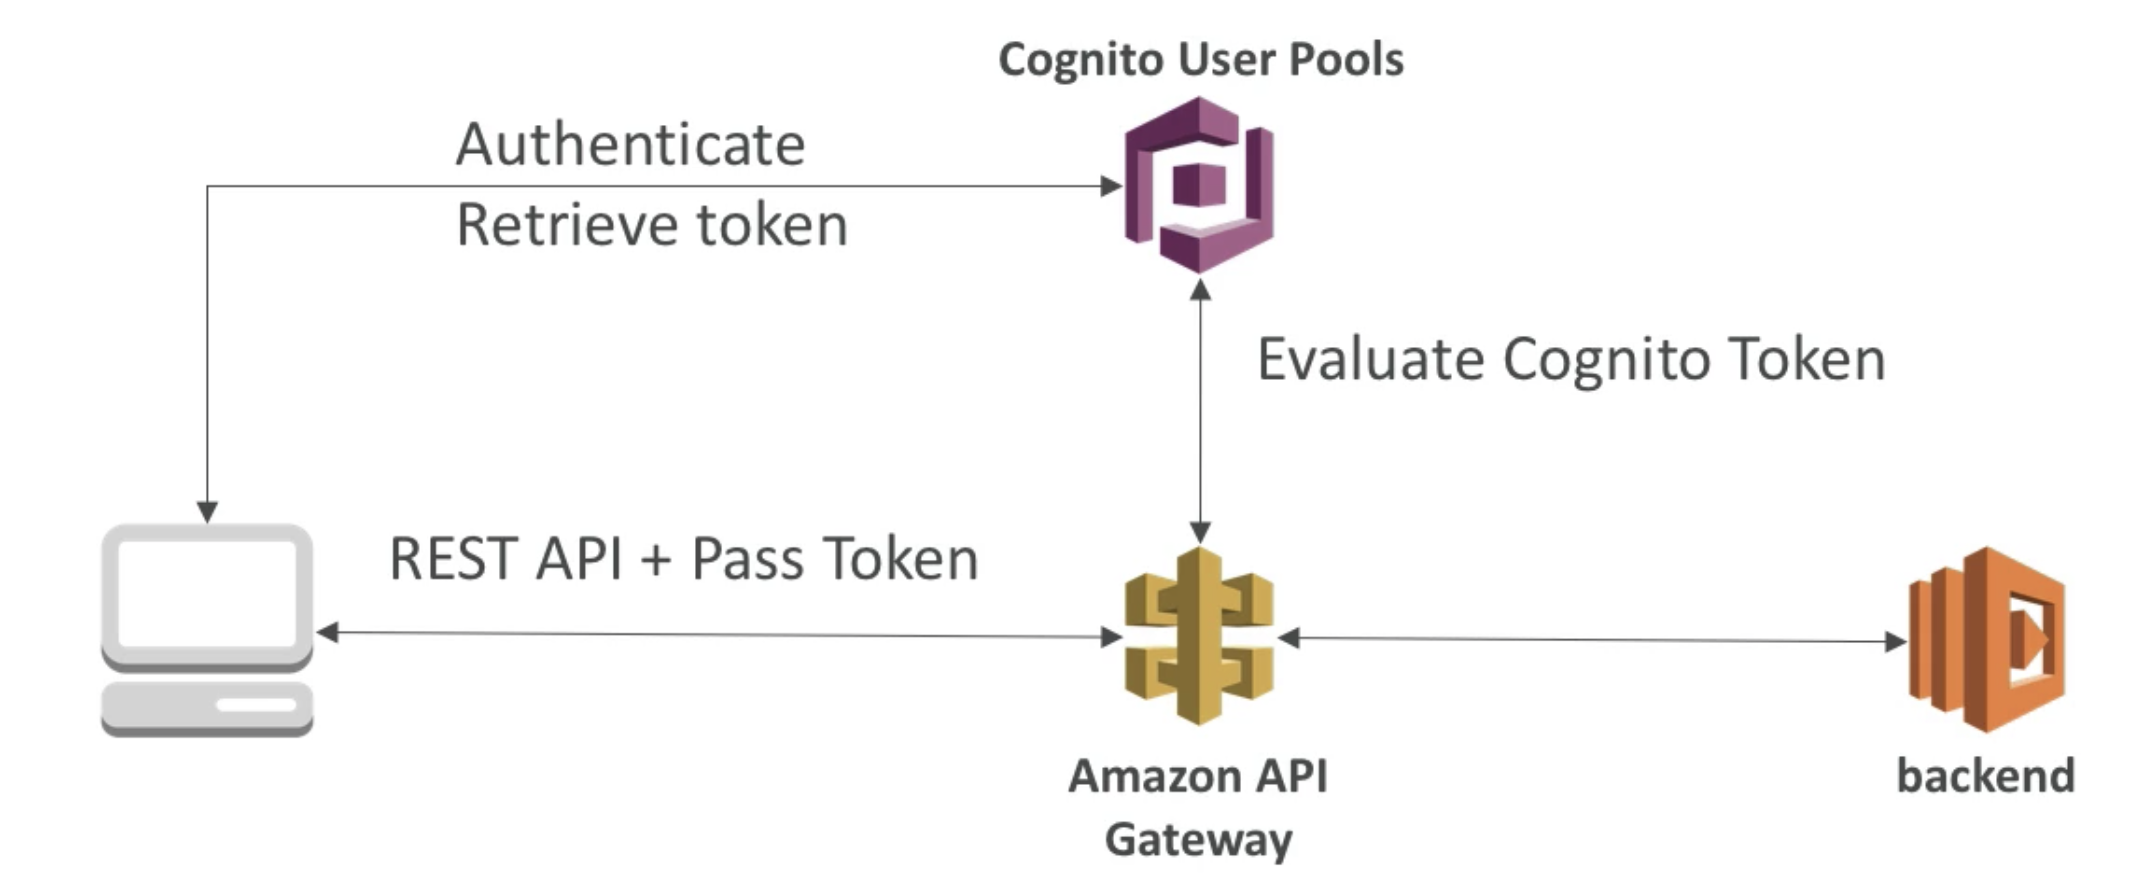 Cognito User Pools
Authenticate
Retrieve token
Evaluate Cognito Token
REST API + Pass Token
Amazon API
Gateway
backend